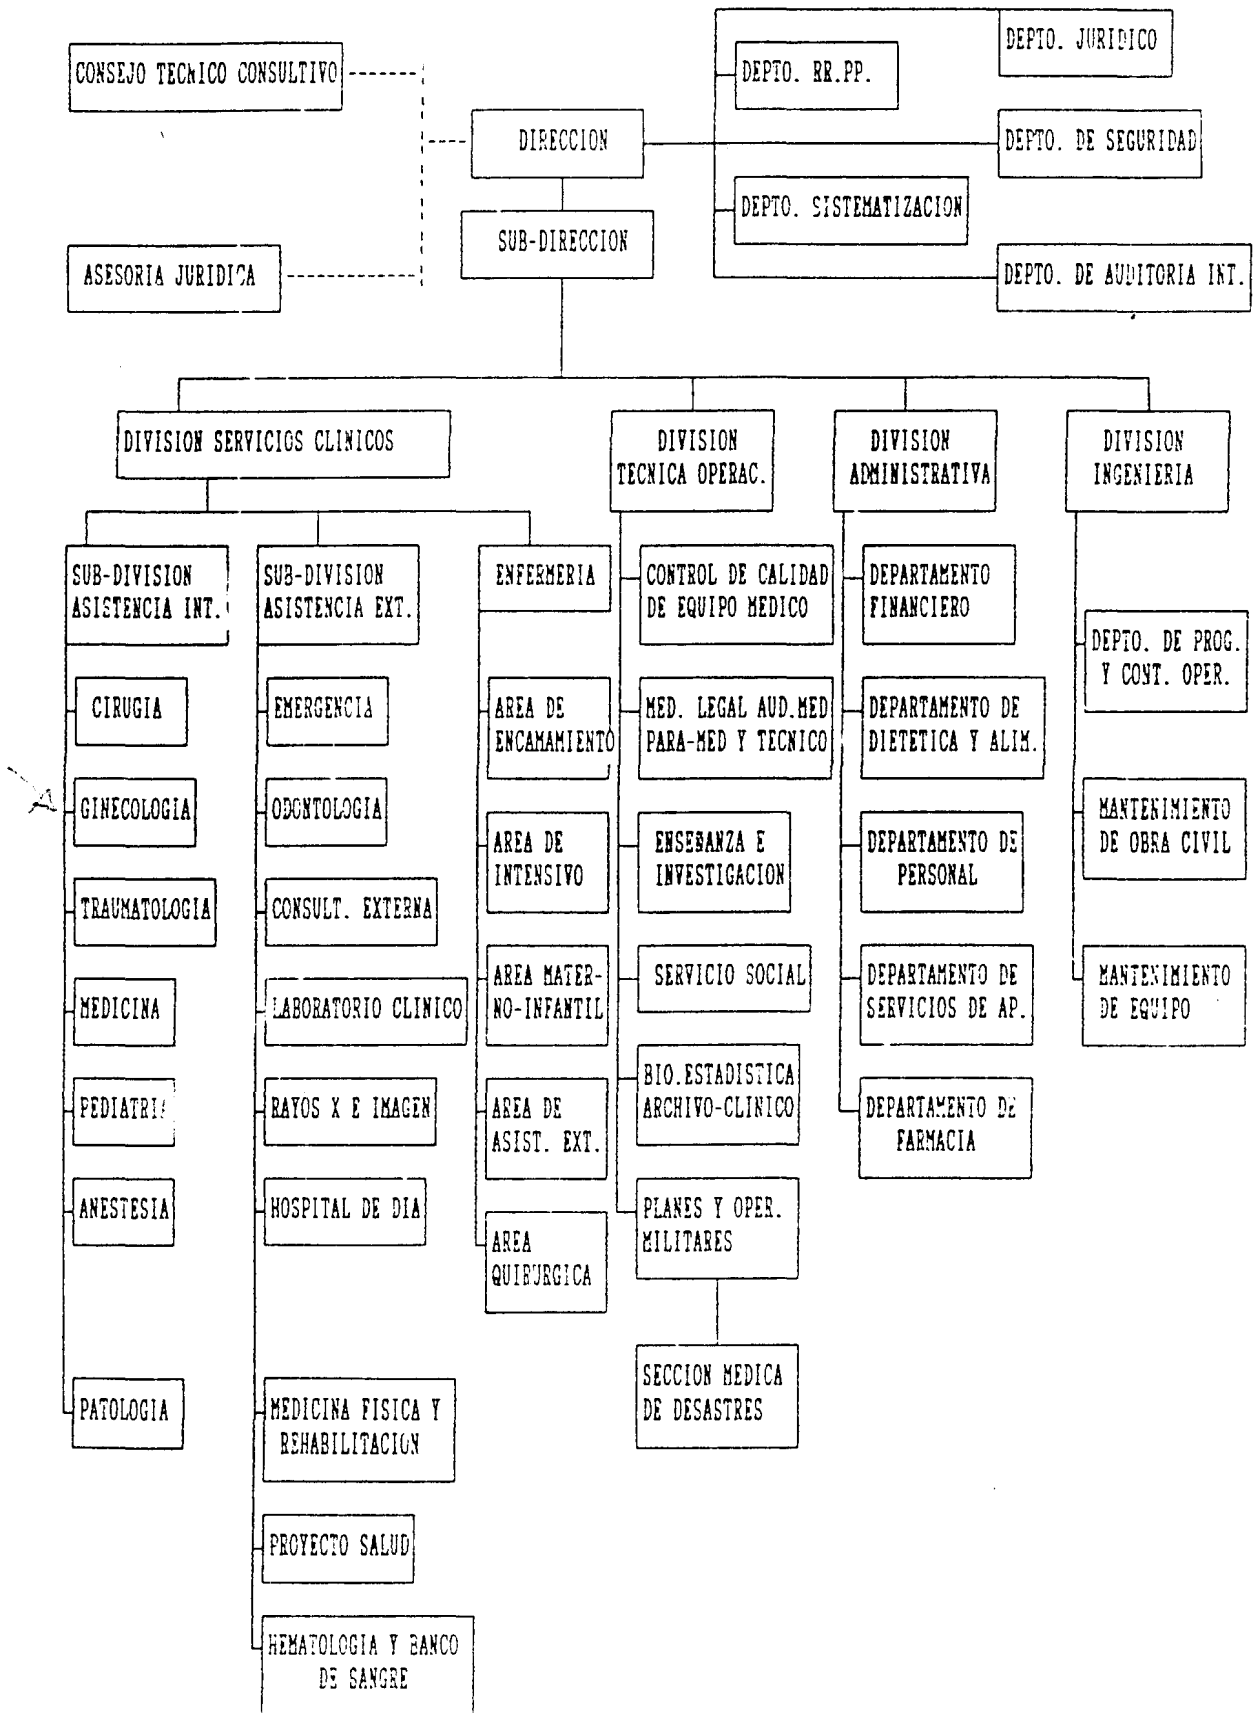 DEPTO. JURIDICO
CONSEJO TECNICO CONSULTIVO
DEPTO. RR.PP.
DIRECCION
DEPTO. DE SEGURIDAD
DEPTO. SISTEMATIZACION
SUB-DIRECCION
ASESORIA JURIDICA
DEPTO. DE AUDITORIA INT.
DIVISION SERVICIOS CLINICOS
DIVISION
TECNICA OPERAC.
DIVISION
ADMINISTRATIVA
DIVISION
INGENIERIA
SUB-DIVISION
ASISTENCIA INT.
CIRUGIA
GINECOLOGIA
TRAUMATOLOGIA
MEDICINA
PEDIATRIA
ANESTESIA
PATOLOGIA
SUB-DIVISION
ASISTENCIA EXT.
EMERGENCIA
ODONTOLOGIA
CONSULT. EXTERNA
LABORATORIO CLINICO
RAYOS X E IMAGEN
HOSPITAL DE DIA
MEDICINA FISICA Y
REHABILITACION
PROYECTO SALUD
HEMATOLOGIA Y BANCO
DE SANGRE
ENFERMERIA
AREA DE
ENCAMAMIENTO
AREA DE
INTENSIVO
AREA MATER-
NO-INFANTIL
AREA DE
ASIST. EXT.
AREA
QUIRURGICA
CONTROL DE CALIDAD
DE EQUIPO MEDICO
MED. LEGAL AUD.MED
PARA-MED Y TECNICO
ENSEÑANZA E
INVESTIGACION
SERVICIO SOCIAL
BIO.ESTADISTICA
ARCHIVO-CLINICO
PLANES Y OPER.
MILITARES
SECCION MEDICA
DE DESASTRES
DEPARTAMENTO
FINANCIERO
DEPARTAMENTO DE
DIETETICA Y ALIM.
DEPARTAMENTO DE
PERSONAL
DEPARTAMENTO DE
SERVICIOS DE AP.
DEPARTAMENTO DE
FARMACIA
DEPTO. DE PROG.
Y CONT. OPER.
MANTENIMIENTO
DE OBRA CIVIL
MANTENIMIENTO
DE EQUIPO